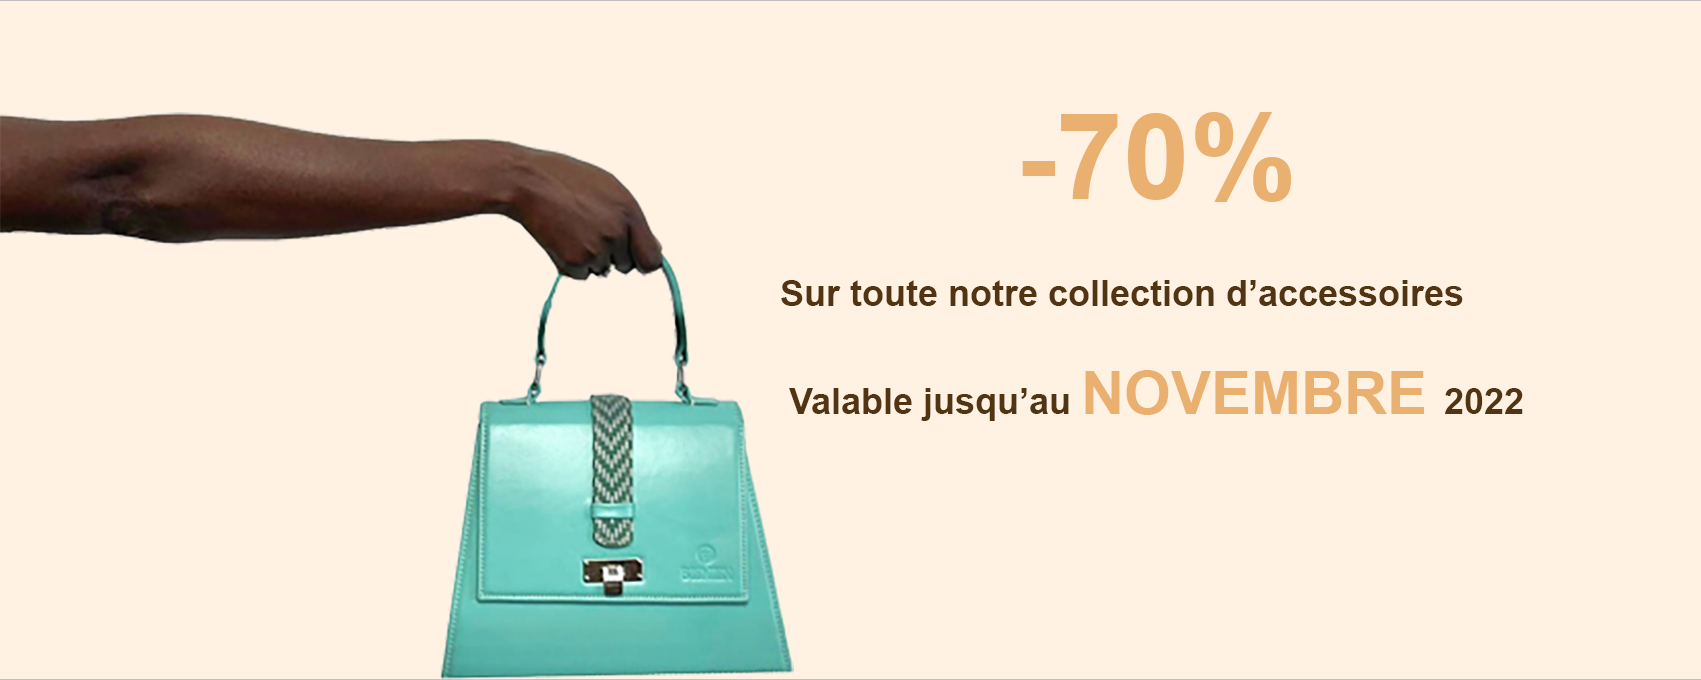 -70%
Sur toute notre collection d’accessoires
Valable jusqu’au NOVEMBRE 2022